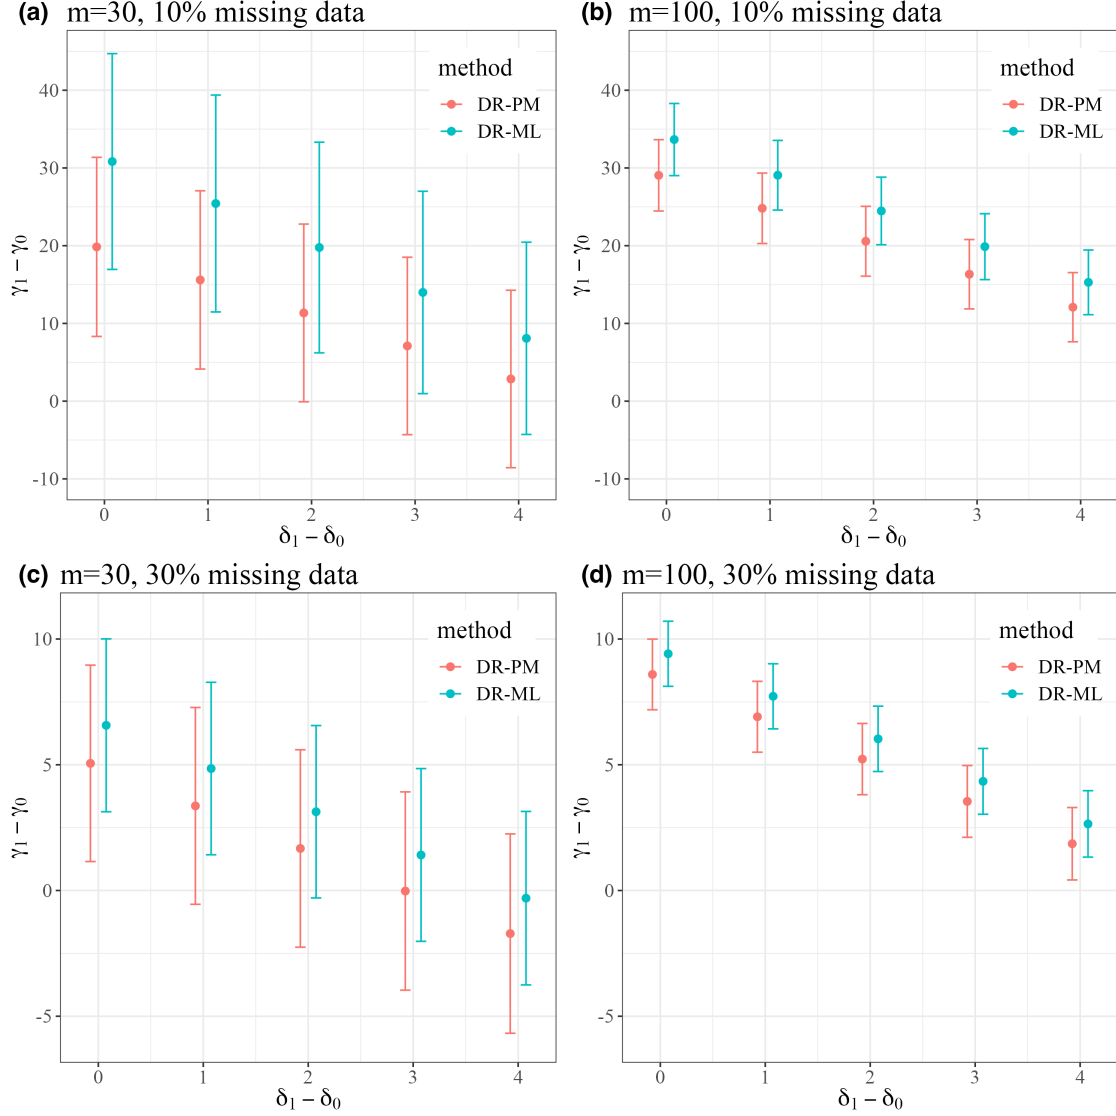 (a) m=30, 10% missing data
method
DR-PM
DR-ML
40
30
20
10
0
-10
γ₁ − γ₀
0 1 2 3 4
δ₁ − δ₀
(b) m=100, 10% missing data
method
DR-PM
DR-ML
40
30
20
10
0
-10
γ₁ − γ₀
0 1 2 3 4
δ₁ − δ₀
(c) m=30, 30% missing data
method
DR-PM
DR-ML
10
5
0
-5
γ₁ − γ₀
0 1 2 3 4
δ₁ − δ₀
(d) m=100, 30% missing data
method
DR-PM
DR-ML
10
5
0
-5
γ₁ − γ₀
0 1 2 3 4
δ₁ − δ₀